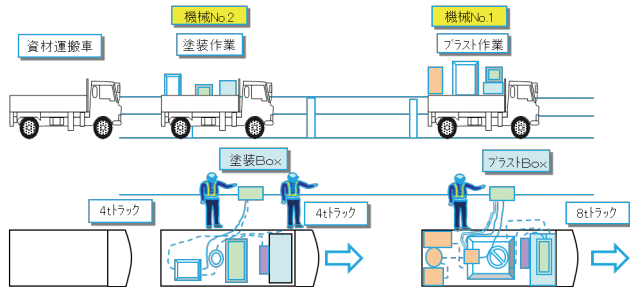 機械No.2
機械No.1
資材運搬車
塗装作業
ﾌﾞﾗｽﾄ作業
塗装Box
ﾌﾞﾗｽﾄBox
4tﾄﾗｯｸ
4tﾄﾗｯｸ
8tﾄﾗｯｸ